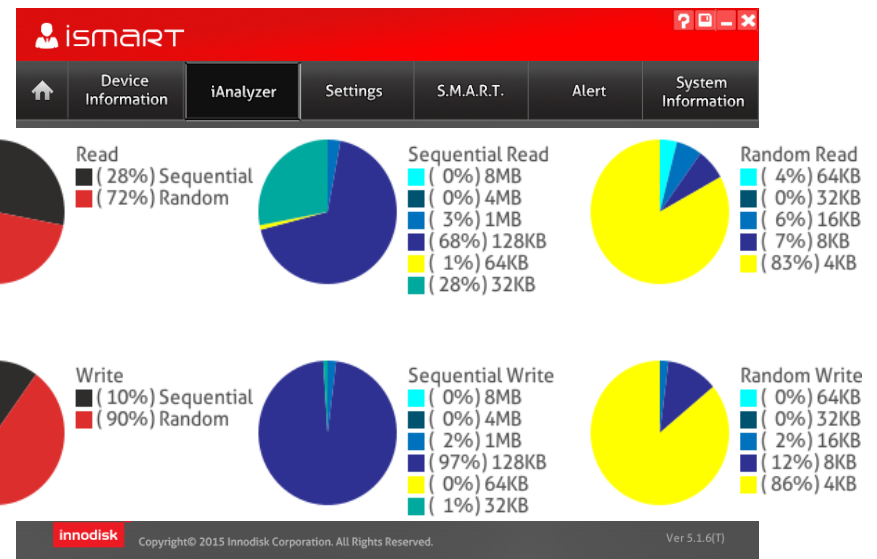 ismart
?
Device
Information
iAnalyzer
Settings
S.M.A.R.T.
Alert
System
Information
Read
( 28%) Sequential
( 72%) Random
Sequential Read
( 0%) 8MB
( 0%) 4MB
( 3%) 1MB
( 68%) 128KB
( 1%) 64KB
( 28%) 32KB
Random Read
( 4%) 64KB
( 0%) 32KB
( 6%) 16KB
( 7%) 8KB
( 83%) 4KB
Write
( 10%) Sequential
( 90%) Random
Sequential Write
( 0%) 8MB
( 0%) 4MB
( 2%) 1MB
( 97%) 128KB
( 0%) 64KB
( 1%) 32KB
Random Write
( 0%) 64KB
( 0%) 32KB
( 2%) 16KB
( 12%) 8KB
( 86%) 4KB
innodisk
Copyright© 2015 Innodisk Corporation. All Rights Reserved.
Ver 5.1.6(T)